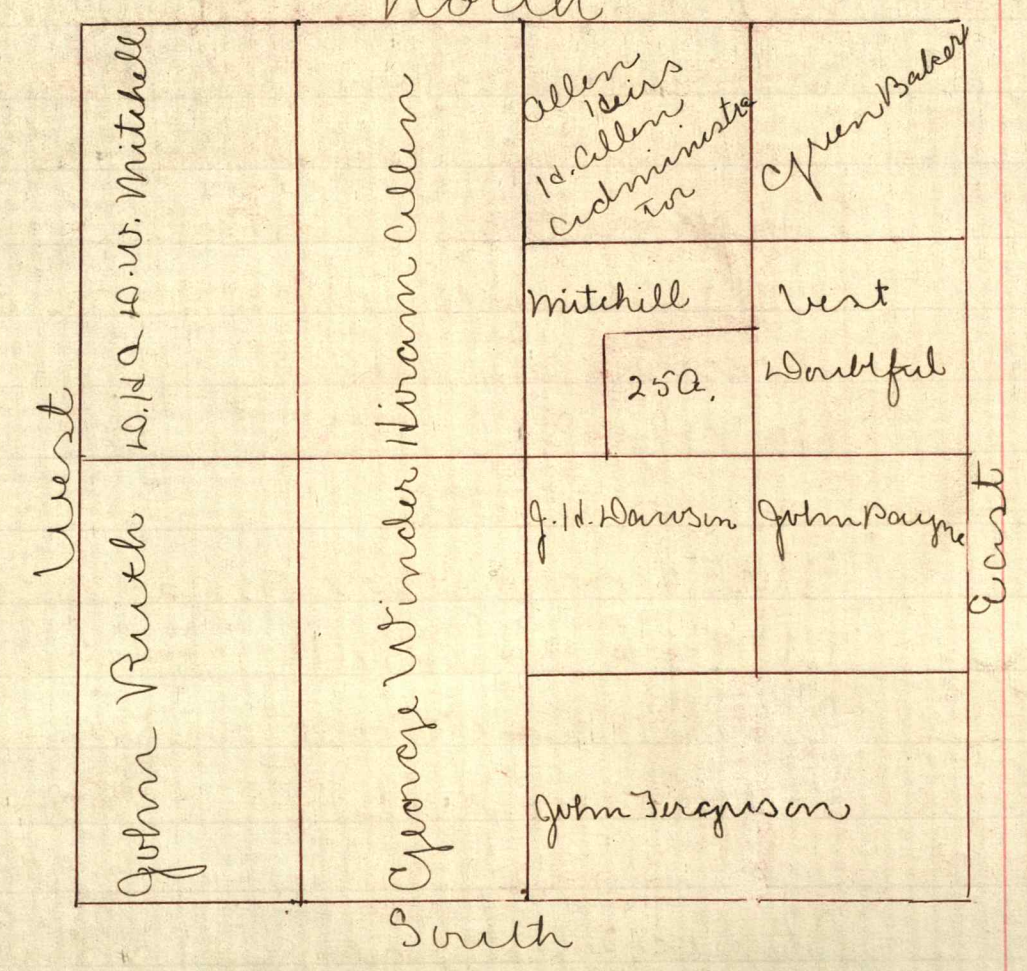 North
D. H & D. W. Mitchell
Hiram Allen
Allen
Heirs
H. Allen
Administra
tor
Green Baker
Mitchill
25 A.
Vest
Doubtful
West
John Ruth
George Winder
J. H. Dawson
John Payne
East
John Ferguson
South